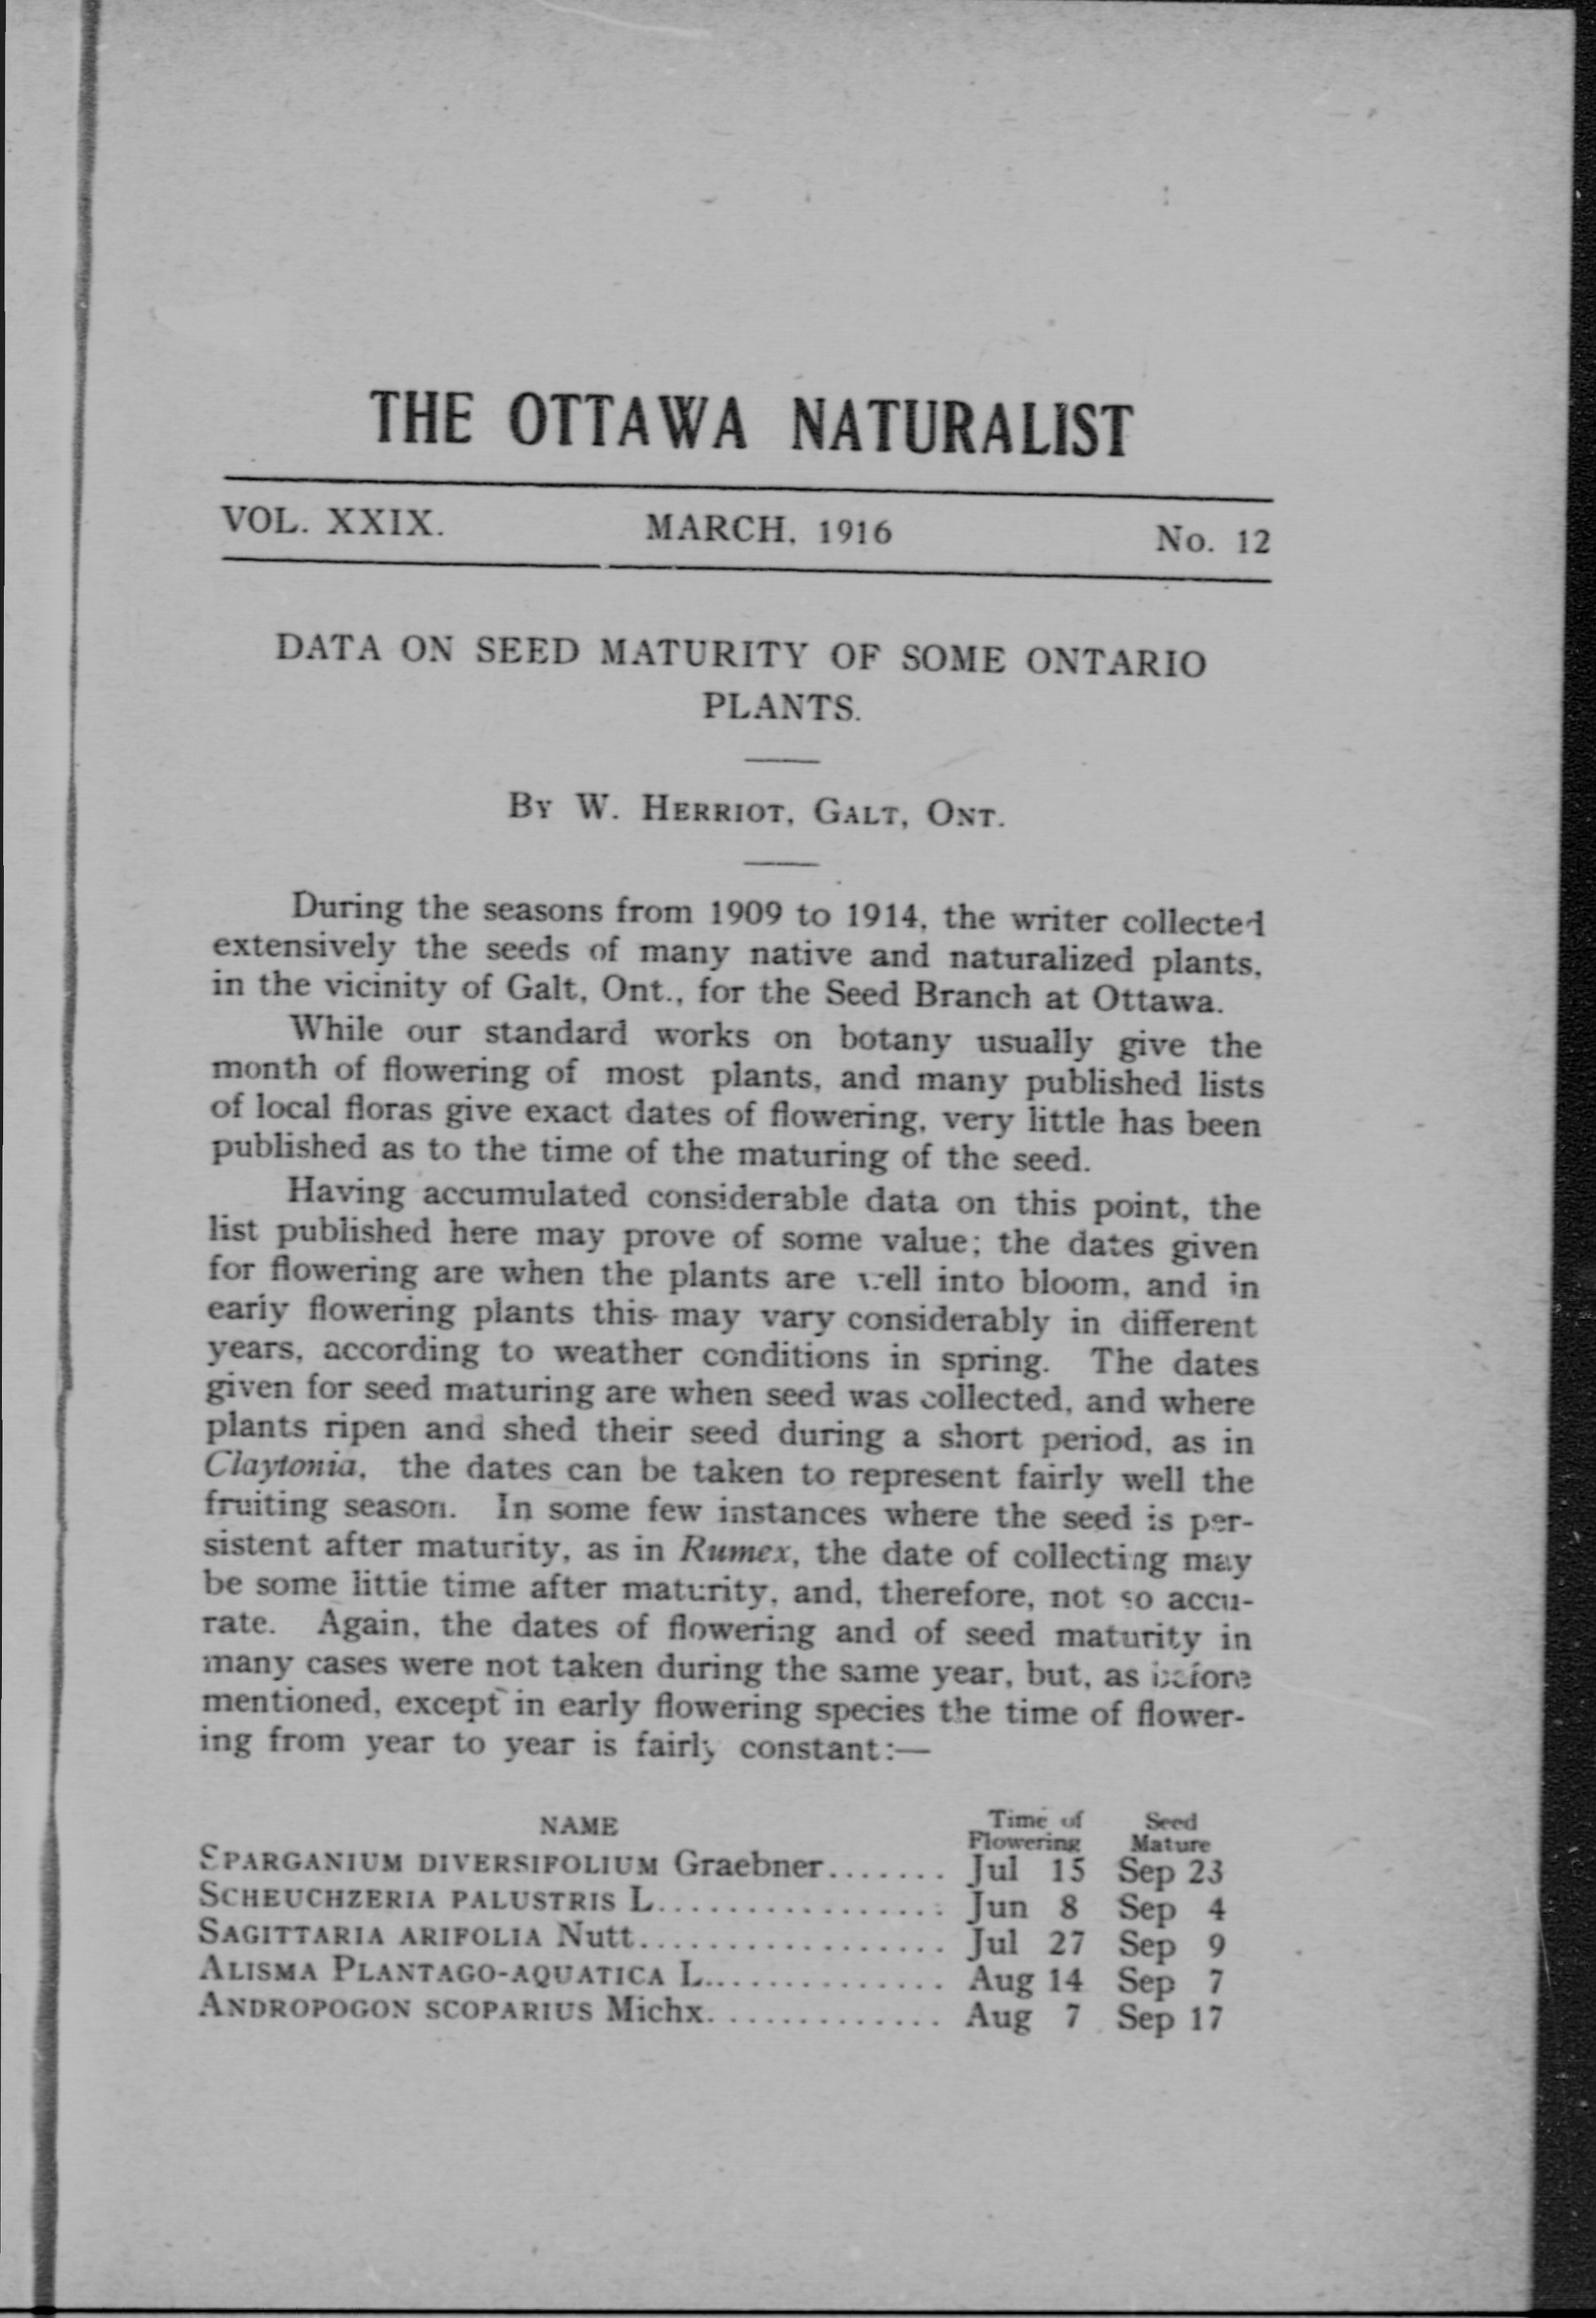 THE OTTAWA NATURALIST
VOL. XXIX. MARCH, 1916 No. 12
DATA ON SEED MATURITY OF SOME ONTARIO
PLANTS.
By W. Herriot, Galt, Ont.
During the seasons from 1909 to 1914, the writer collected
extensively the seeds of many native and naturalized plants,
in the vicinity of Galt, Ont., for the Seed Branch at Ottawa.
While our standard works on botany usually give the
month of flowering of most plants, and many published lists
of local floras give exact dates of flowering, very little has been
published as to the time of the maturing of the seed.
Having accumulated considerable data on this point, the
list published here may prove of some value; the dates given
for flowering are when the plants are well into bloom, and in
early flowering plants this may vary considerably in different
years, according to weather conditions in spring. The dates
given for seed maturing are when seed was collected, and where
plants ripen and shed their seed during a short period, as in
Claytonia, the dates can be taken to represent fairly well the
fruiting season. In some few instances where the seed is per-
sistent after maturity, as in Rumex, the date of collecting may
be some little time after maturity, and, therefore, not so accu-
rate. Again, the dates of flowering and of seed maturity in
many cases were not taken during the same year, but, as before
mentioned, except in early flowering species the time of flower-
ing from year to year is fairly constant:—
NAME Time of Seed
Flowering Mature
Sparganium diversifolium Graebner....... Jul 15 Sep 23
Scheuchzeria palustris L................. Jun 8 Sep 4
Sagittaria arifolia Nutt.................. Jul 27 Sep 9
Alisma Plantago-aquatica L............... Aug 14 Sep 7
Andropogon scoparius Michx.............. Aug 7 Sep 17